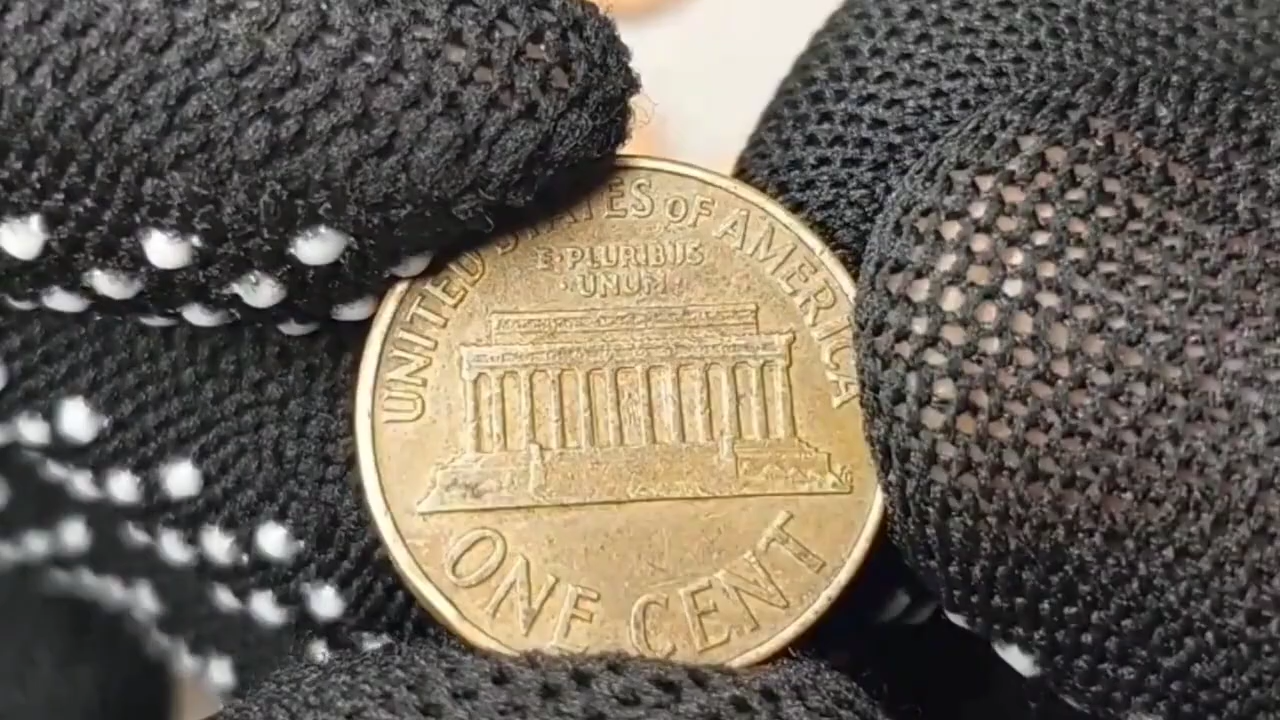 UNITED STATES OF AMERICA
E·PLURIBUS
·UNUM·
ONE CENT